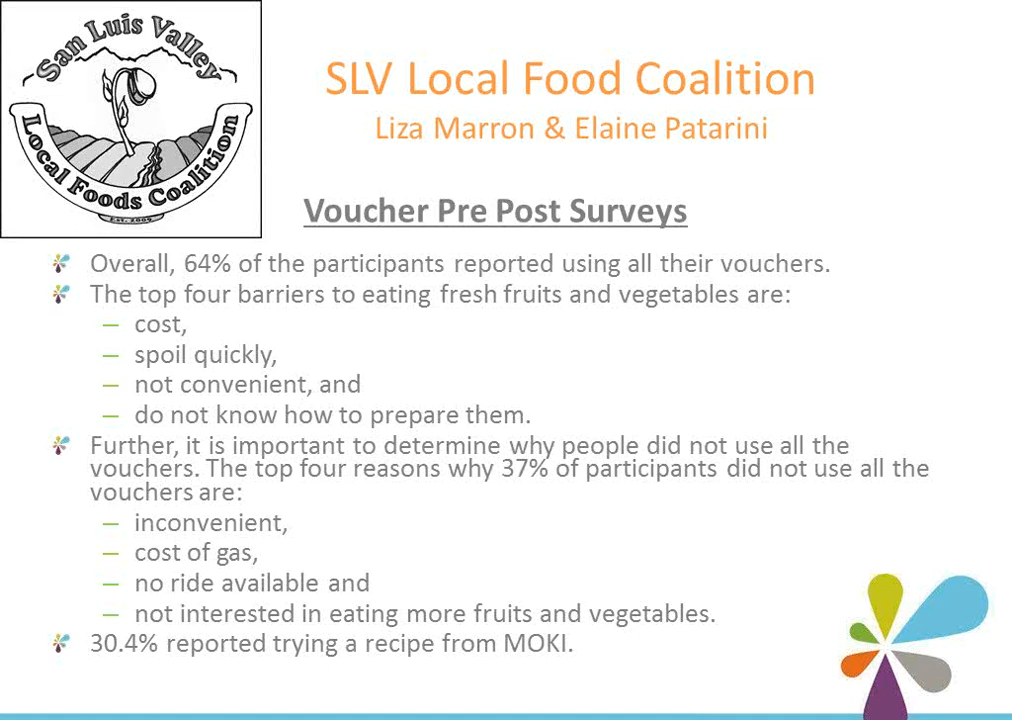 San Luis Valley
Local Foods Coalition
Est. 2009
SLV Local Food Coalition
Liza Marron & Elaine Patarini
Voucher Pre Post Surveys
Overall, 64% of the participants reported using all their vouchers.
The top four barriers to eating fresh fruits and vegetables are:
– cost,
– spoil quickly,
– not convenient, and
– do not know how to prepare them.
Further, it is important to determine why people did not use all the
vouchers. The top four reasons why 37% of participants did not use all the
vouchers are:
– inconvenient,
– cost of gas,
– no ride available and
– not interested in eating more fruits and vegetables.
30.4% reported trying a recipe from MOKI.